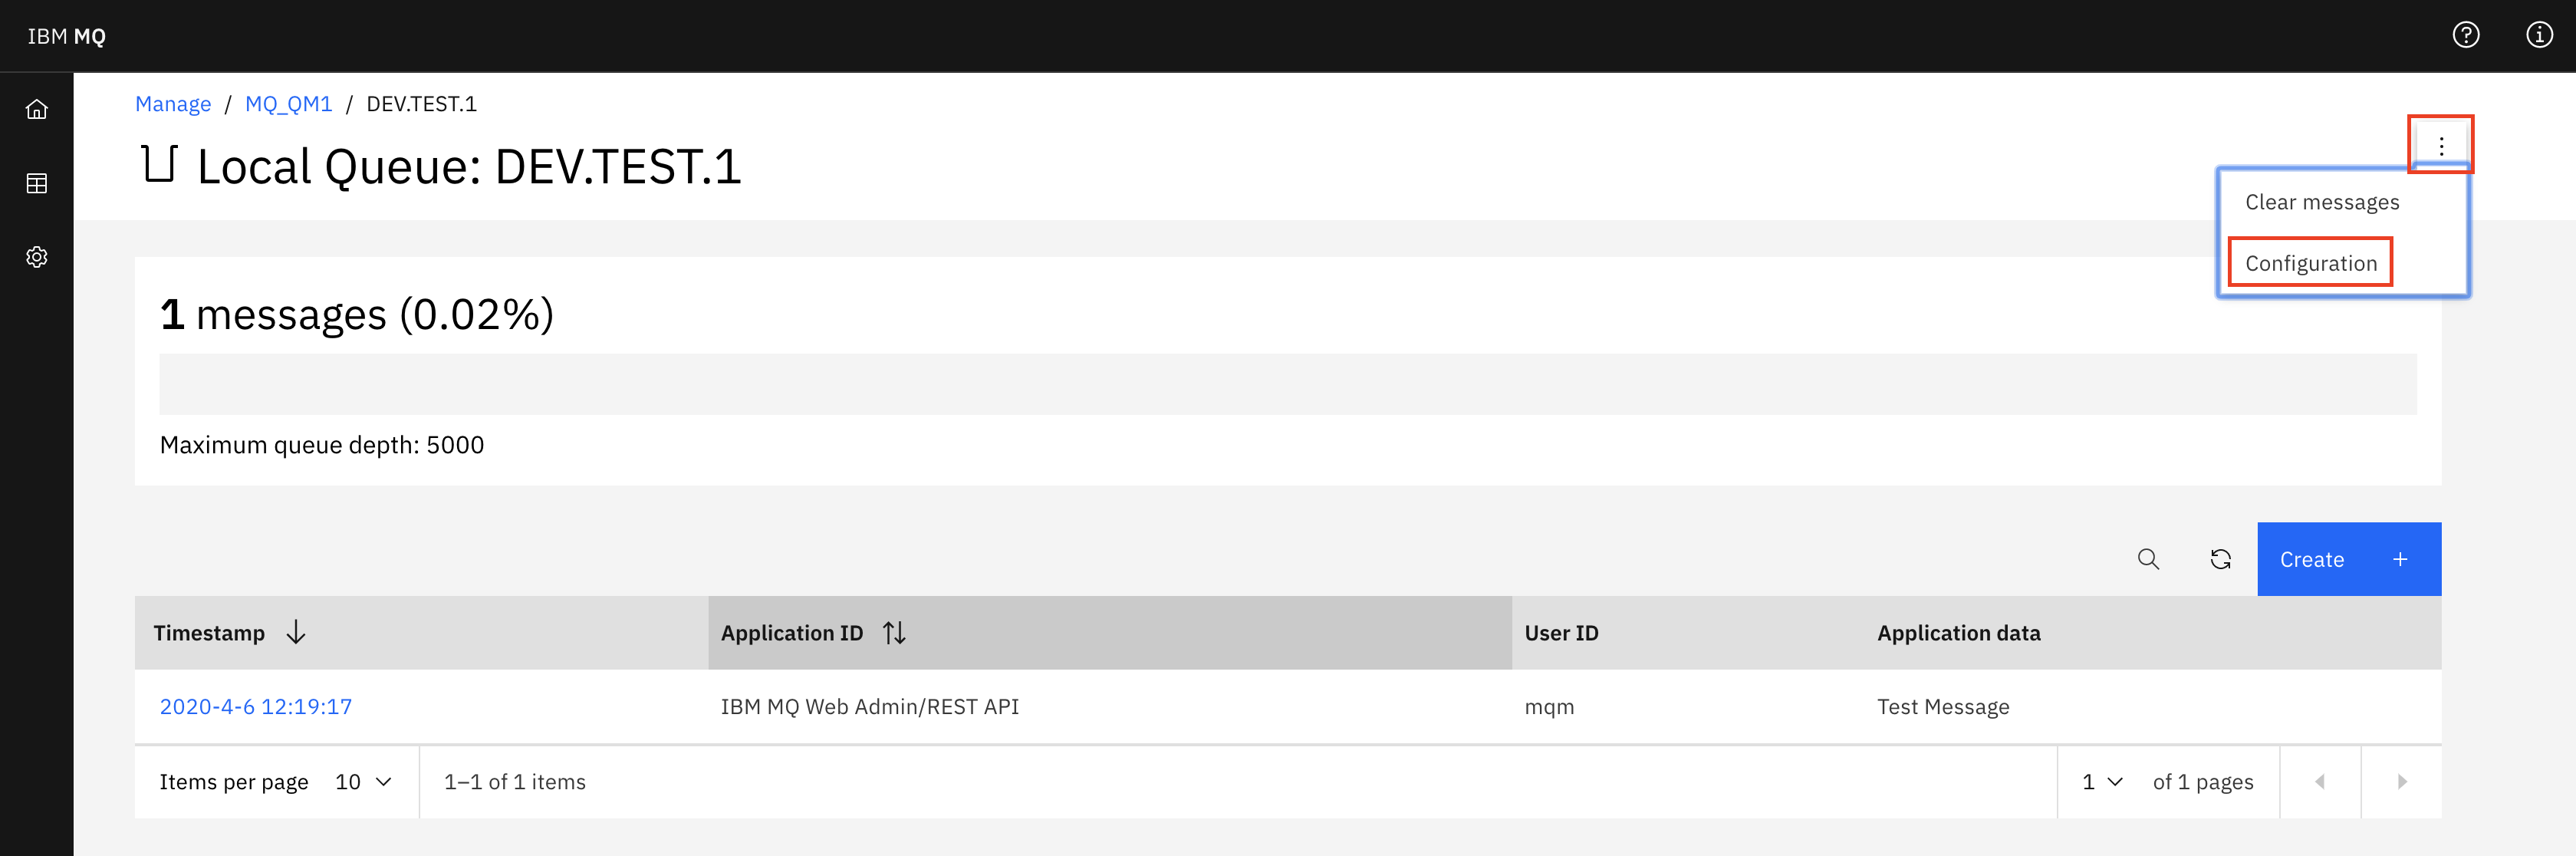 IBM MQ
Manage / MQ_QM1 / DEV.TEST.1
Local Queue: DEV.TEST.1
Clear messages
Configuration
1 messages (0.02%)
Maximum queue depth: 5000
Create +
Timestamp Application ID User ID Application data
2020-4-6 12:19:17 IBM MQ Web Admin/REST API mqm Test Message
Items per page 10 1–1 of 1 items 1 of 1 pages